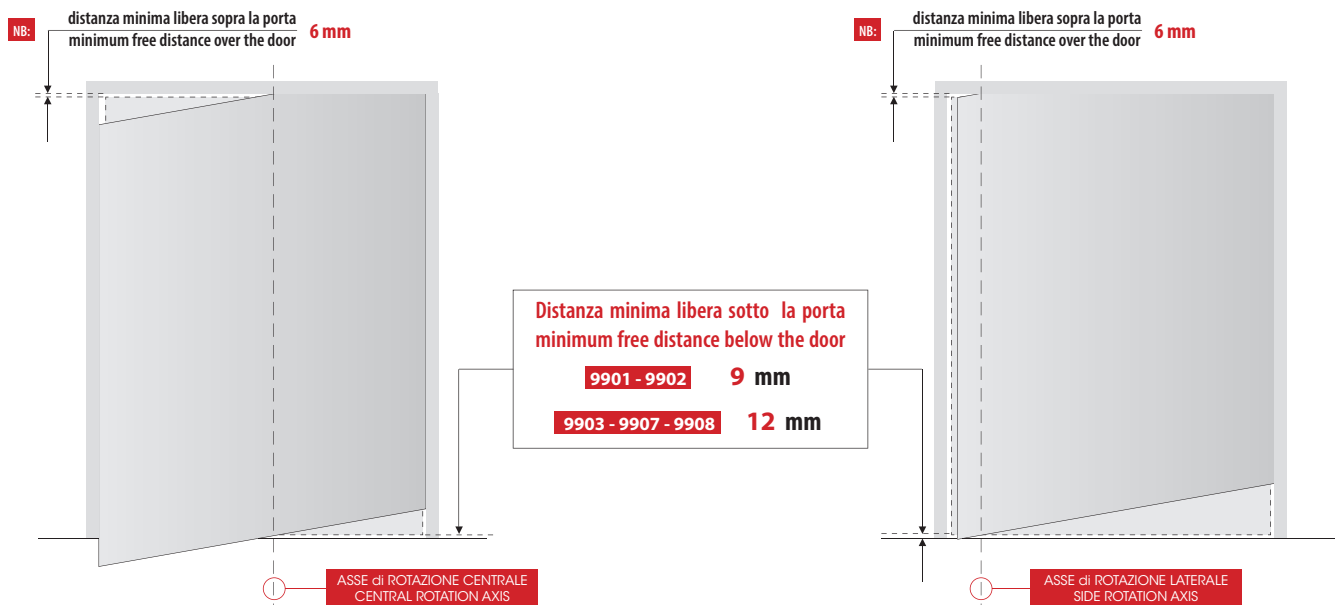 NB:
distanza minima libera sopra la porta
minimum free distance over the door
6 mm
NB:
distanza minima libera sopra la porta
minimum free distance over the door
6 mm
Distanza minima libera sotto la porta
minimum free distance below the door
9901 - 9902 9 mm
9903 - 9907 - 9908 12 mm
ASSE di ROTAZIONE CENTRALE
CENTRAL ROTATION AXIS
ASSE di ROTAZIONE LATERALE
SIDE ROTATION AXIS